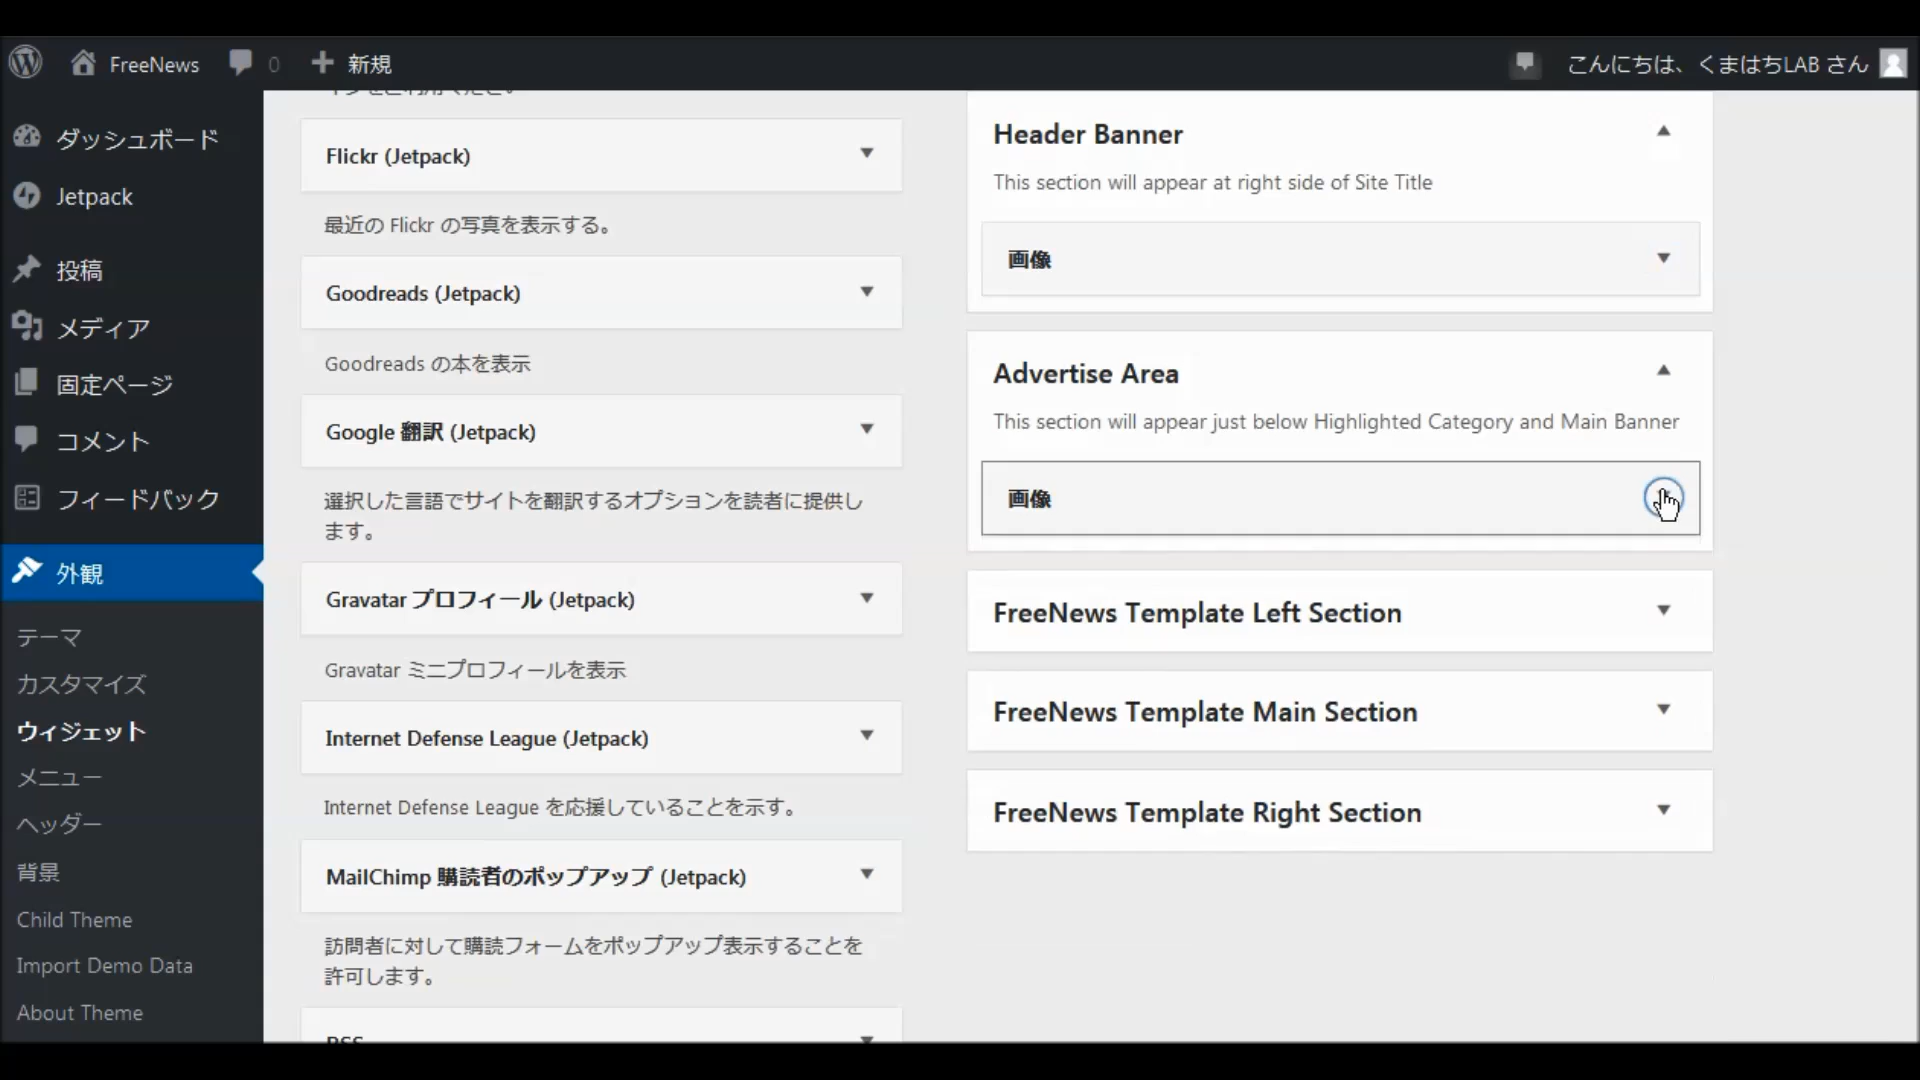 FreeNews
0
新規
こんにちは、くまはちLAB さん
ダッシュボード
Jetpack
投稿
メディア
固定ページ
コメント
フィードバック
外観
テーマ
カスタマイズ
ウィジェット
メニュー
ヘッダー
背景
Child Theme
Import Demo Data
About Theme
Flickr (Jetpack)
最近の Flickr の写真を表示する。
Goodreads (Jetpack)
Goodreads の本を表示
Google 翻訳 (Jetpack)
選択した言語でサイトを翻訳するオプションを読者に提供し
ます。
Gravatar プロフィール (Jetpack)
Gravatar ミニプロフィールを表示
Internet Defense League (Jetpack)
Internet Defense League を応援していることを示す。
MailChimp 購読者のポップアップ (Jetpack)
訪問者に対して購読フォームをポップアップ表示することを
許可します。
RSS
Header Banner
This section will appear at right side of Site Title
画像
Advertise Area
This section will appear just below Highlighted Category and Main Banner
画像
FreeNews Template Left Section
FreeNews Template Main Section
FreeNews Template Right Section